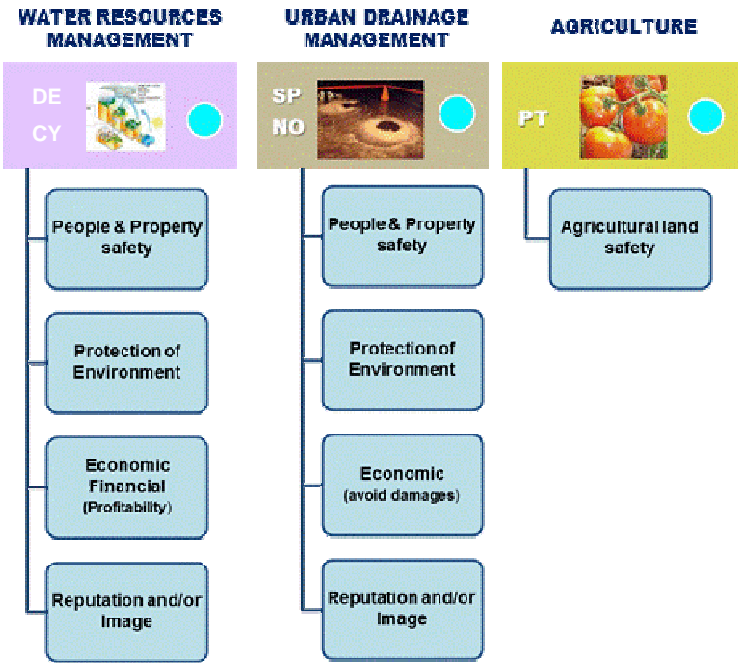 WATER RESOURCES
MANAGEMENT
DE
CY
People & Property
safety
Protection of
Environment
Economic
Financial
(Profitability)
Reputation and/or
Image
URBAN DRAINAGE
MANAGEMENT
SP
NO
People & Property
safety
Protection of
Environment
Economic
(avoid damages)
Reputation and/or
Image
AGRICULTURE
PT
Agricultural land
safety